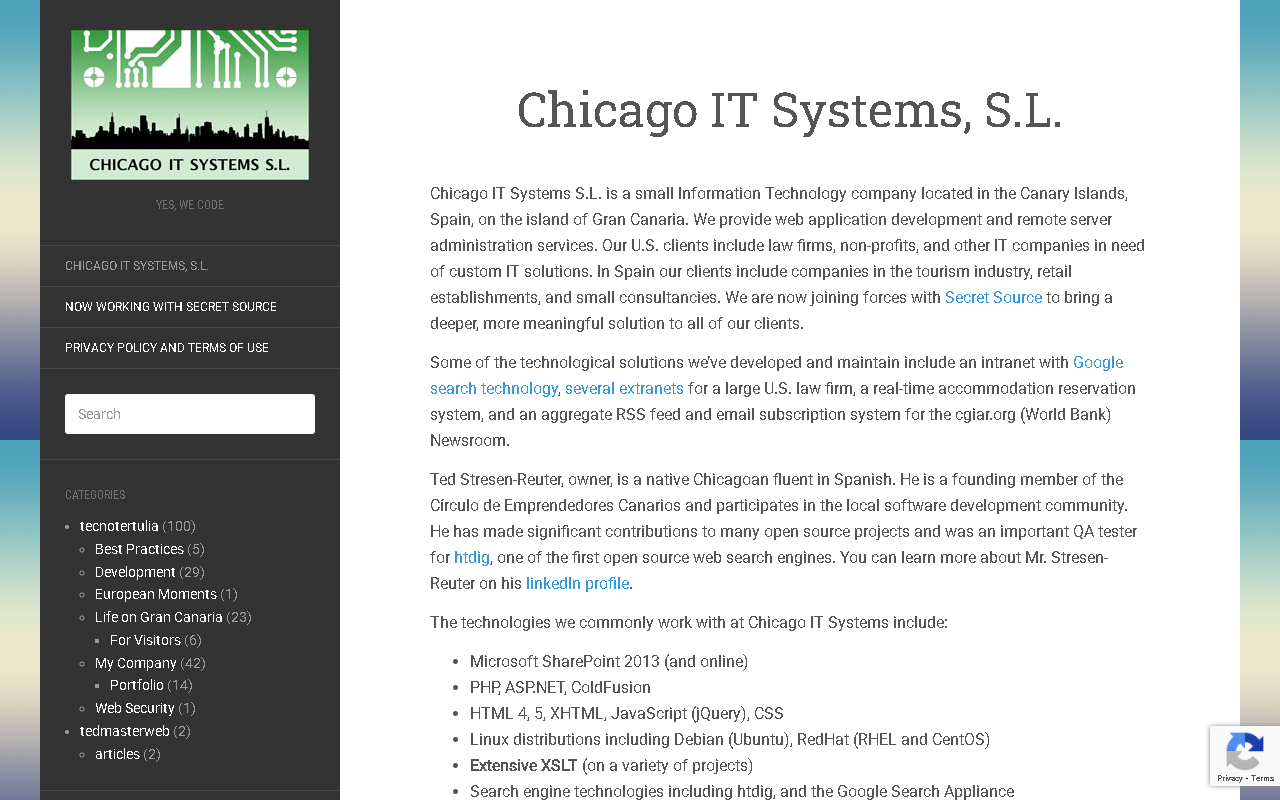 CHICAGO IT SYSTEMS S.L.
YES, WE CODE
CHICAGO IT SYSTEMS, S.L.
NOW WORKING WITH SECRET SOURCE
PRIVACY POLICY AND TERMS OF USE
Search
CATEGORIES
tecnotertulia (100)
Best Practices (5)
Development (29)
European Moments (1)
Life on Gran Canaria (23)
For Visitors (6)
My Company (42)
Portfolio (14)
Web Security (1)
tedmasterweb (2)
articles (2)
Chicago IT Systems, S.L.
Chicago IT Systems S.L. is a small Information Technology company located in the Canary Islands,
Spain, on the island of Gran Canaria. We provide web application development and remote server
administration services. Our U.S. clients include law firms, non-profits, and other IT companies in need
of custom IT solutions. In Spain our clients include companies in the tourism industry, retail
establishments, and small consultancies. We are now joining forces with Secret Source to bring a
deeper, more meaningful solution to all of our clients.
Some of the technological solutions we've developed and maintain include an intranet with Google
search technology, several extranets for a large U.S. law firm, a real-time accommodation reservation
system, and an aggregate RSS feed and email subscription system for the cgiar.org (World Bank)
Newsroom.
Ted Stresen-Reuter, owner, is a native Chicagoan fluent in Spanish. He is a founding member of the
Círculo de Emprendedores Canarios and participates in the local software development community.
He has made significant contributions to many open source projects and was an important QA tester
for htdig, one of the first open source web search engines. You can learn more about Mr. Stresen-
Reuter on his linkedIn profile.
The technologies we commonly work with at Chicago IT Systems include:
Microsoft SharePoint 2013 (and online)
PHP, ASP.NET, ColdFusion
HTML 4, 5, XHTML, JavaScript (jQuery), CSS
Linux distributions including Debian (Ubuntu), RedHat (RHEL and CentOS)
Extensive XSLT (on a variety of projects)
Search engine technologies including htdig, and the Google Search Appliance
Privacy - Terms